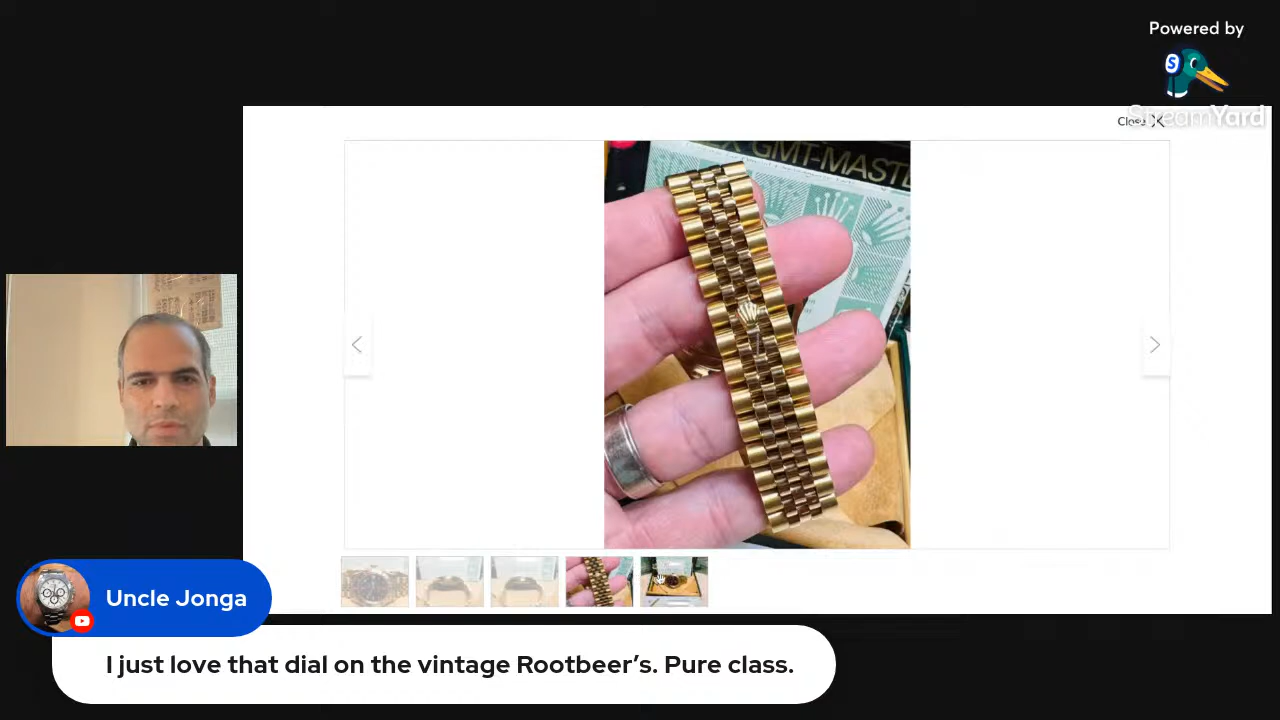 Powered by
StreamYard
Close
GMT-MASTE
Uncle Jonga
I just love that dial on the vintage Rootbeer’s. Pure class.